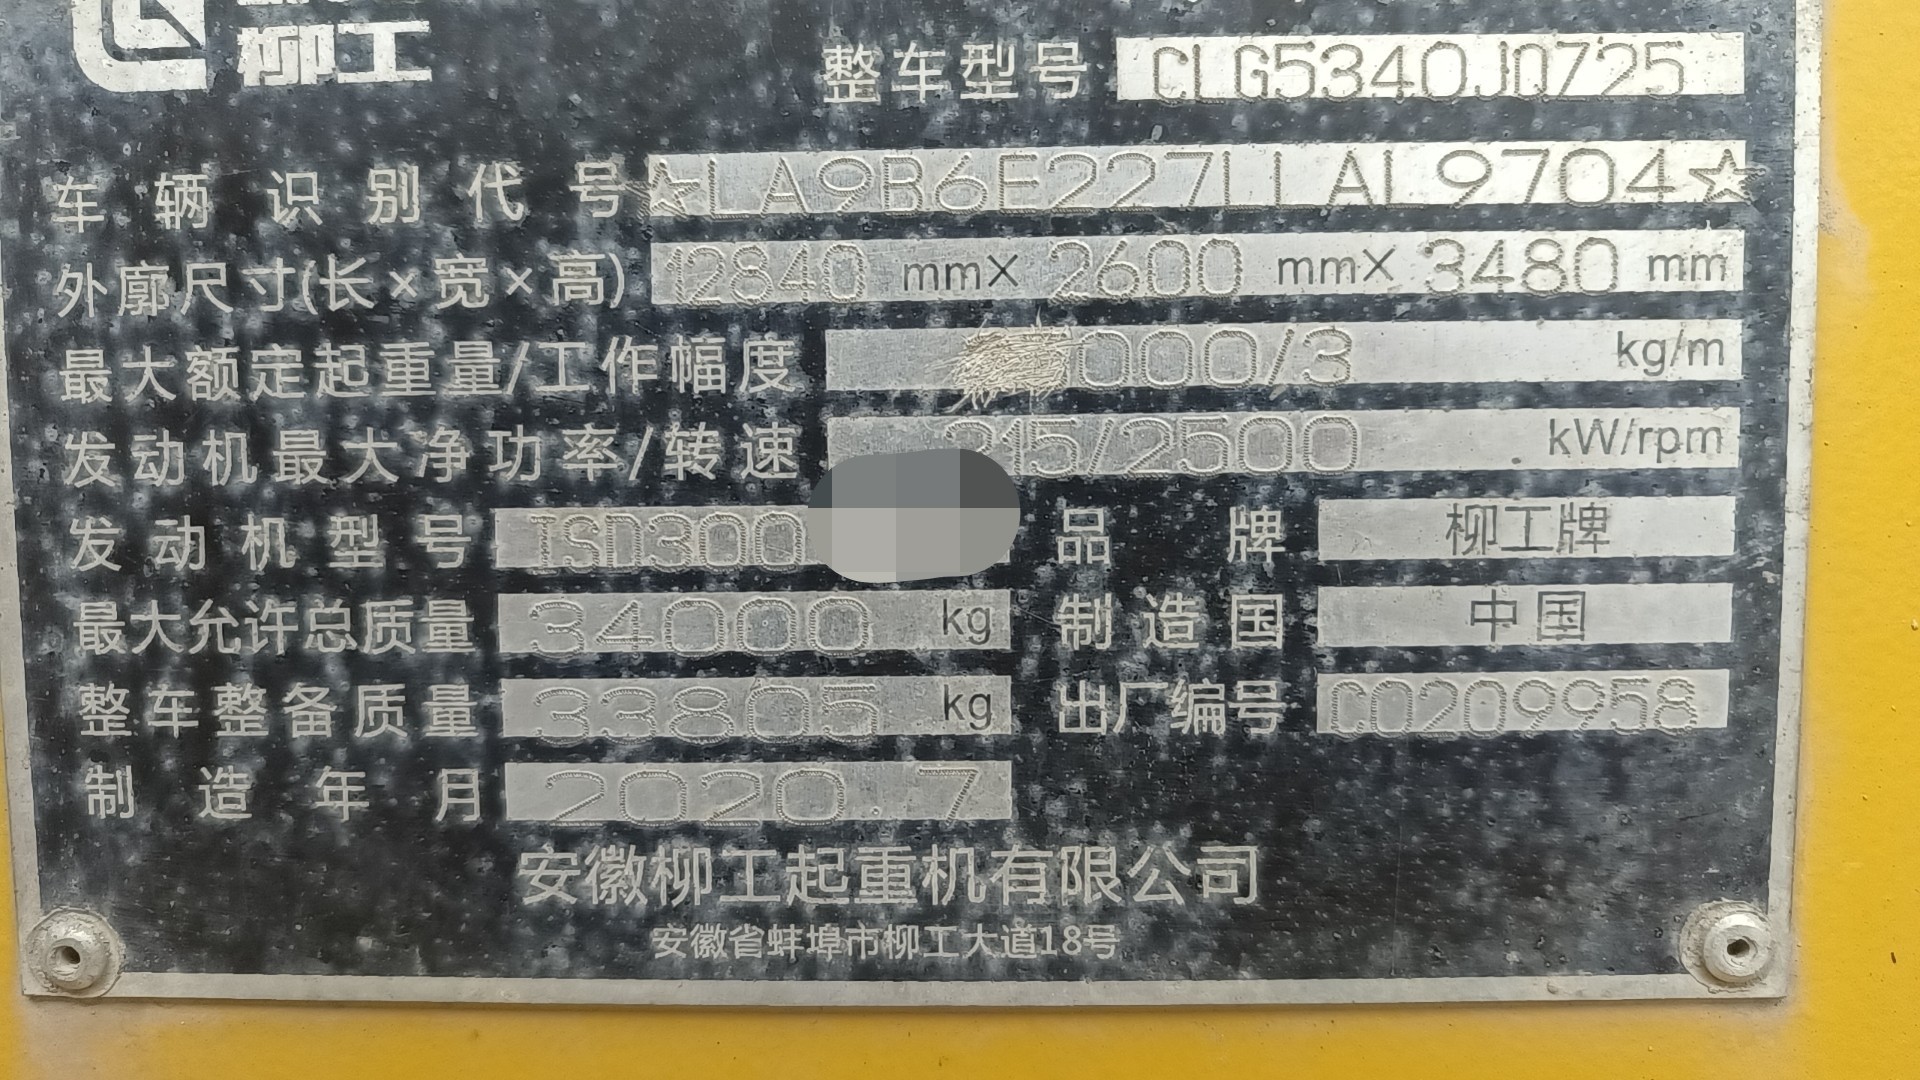 柳工
整车型号 CLG5340JQZ25
车辆识别代号 ☆LA9B6E227LLAL9704☆
外廓尺寸(长×宽×高) 12840 mm× 2600 mm× 3480 mm
最大额定起重量/工作幅度 000/3 kg/m
发动机最大净功率/转速 215/2500 kW/rpm
发动机型号 ISD300 品牌 柳工牌
最大允许总质量 34000 kg 制造国 中国
整车整备质量 33805 kg 出厂编号 C0209958
制造年月 2020.7
安徽柳工起重机有限公司
安徽省蚌埠市柳工大道18号